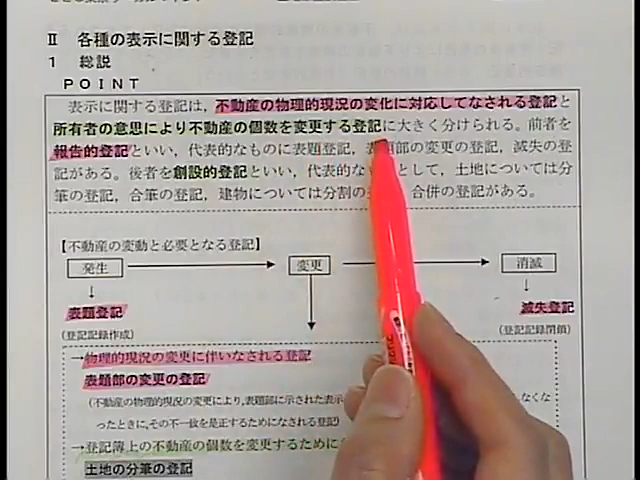 Ⅱ 各種の表示に関する登記
1 総説
POINT
表示に関する登記は，不動産の物理的現況の変化に対応してなされる登記と
所有者の意思により不動産の個数を変更する登記に大きく分けられる。前者を
報告的登記といい，代表的なものに表題登記，表 部の変更の登記，滅失の登
記がある。後者を創設的登記といい，代表的な として，土地については分
筆の登記，合筆の登記，建物については分割の 合併の登記がある。
【不動産の変動と必要となる登記】
発生 変更 消滅
表題登記 滅失登記
(登記記録作成) (登記記録閉鎖)
→物理的現況の変更に伴いなされる登記
表題部の変更の登記
(不動産の物理的現況の変更により，表題部に示された表示 なくな
ったときに，その不一致を是正するためになされる登記)
→登記簿上の不動産の個数を変更するために
土地の分筆の登記